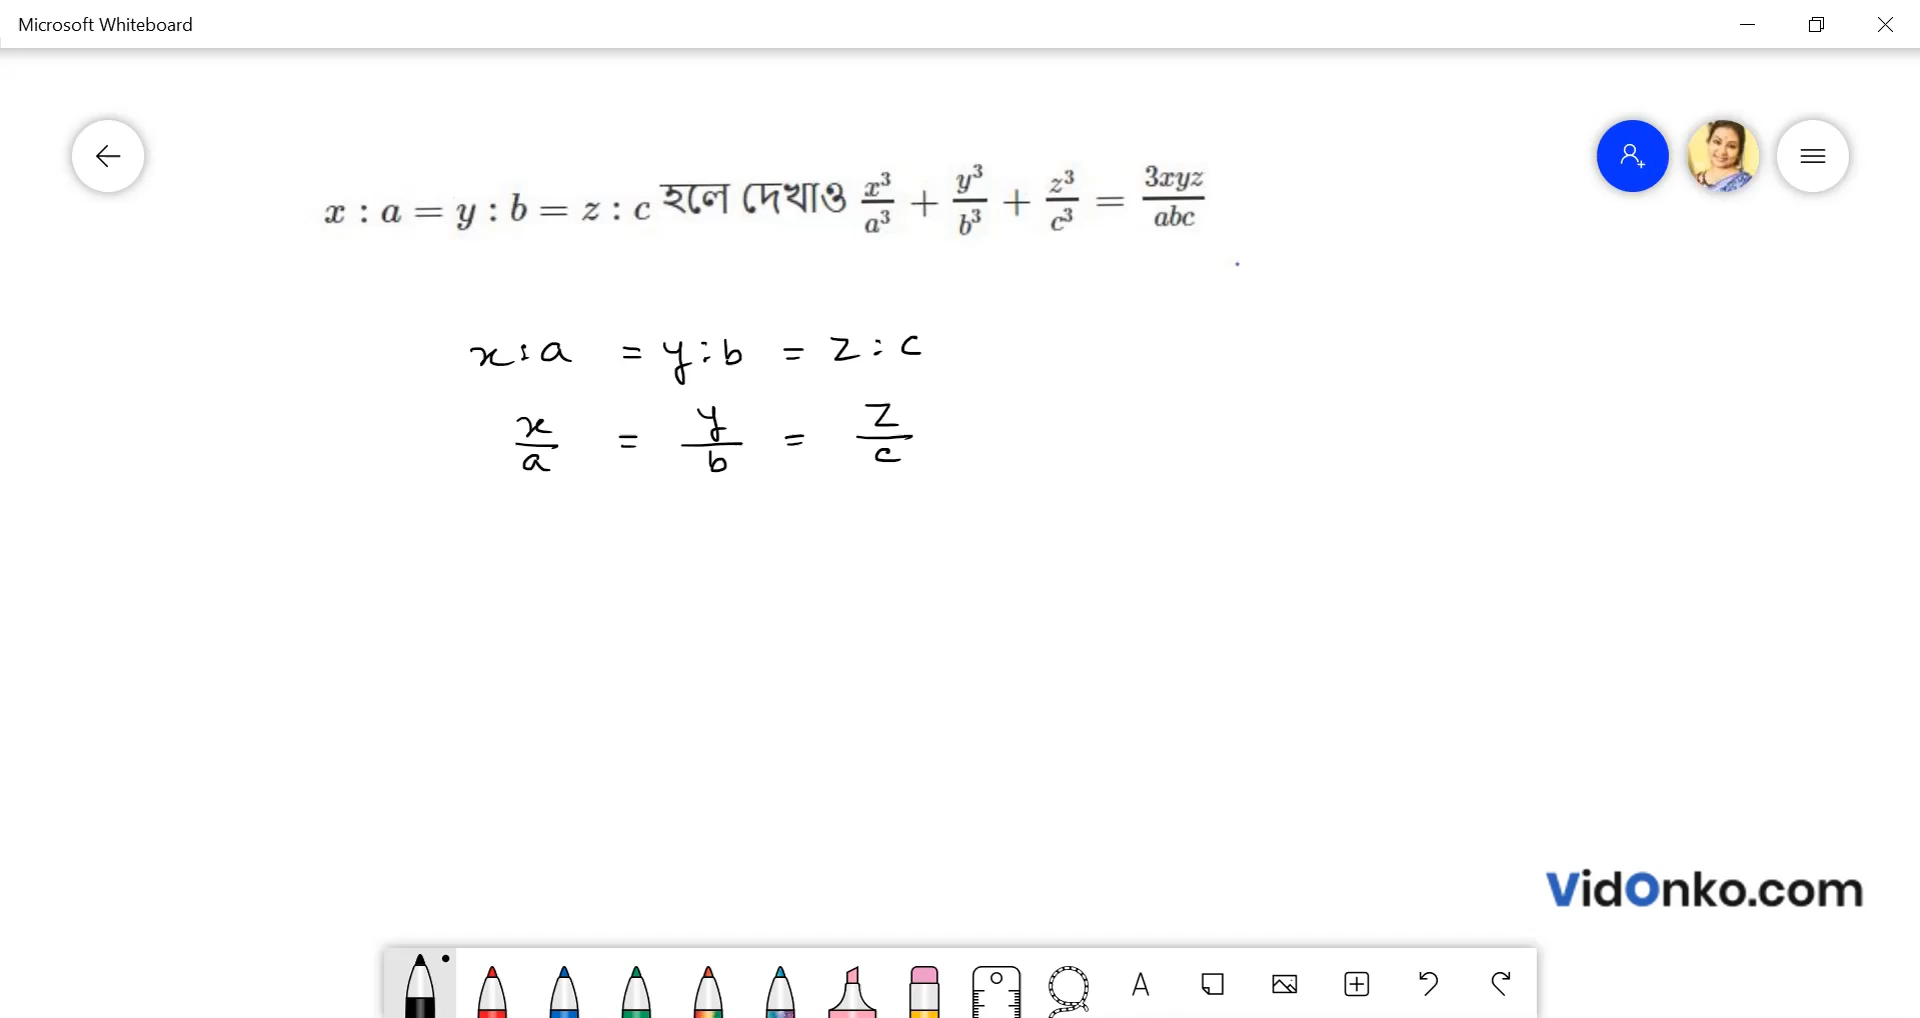 Microsoft Whiteboard
x : a = y : b = z : c হলে দেখাও x³/a³ + y³/b³ + z³/c³ = 3xyz/abc
x : a = y : b = z : c
x/a = y/b = z/c
VidOnko.com
A